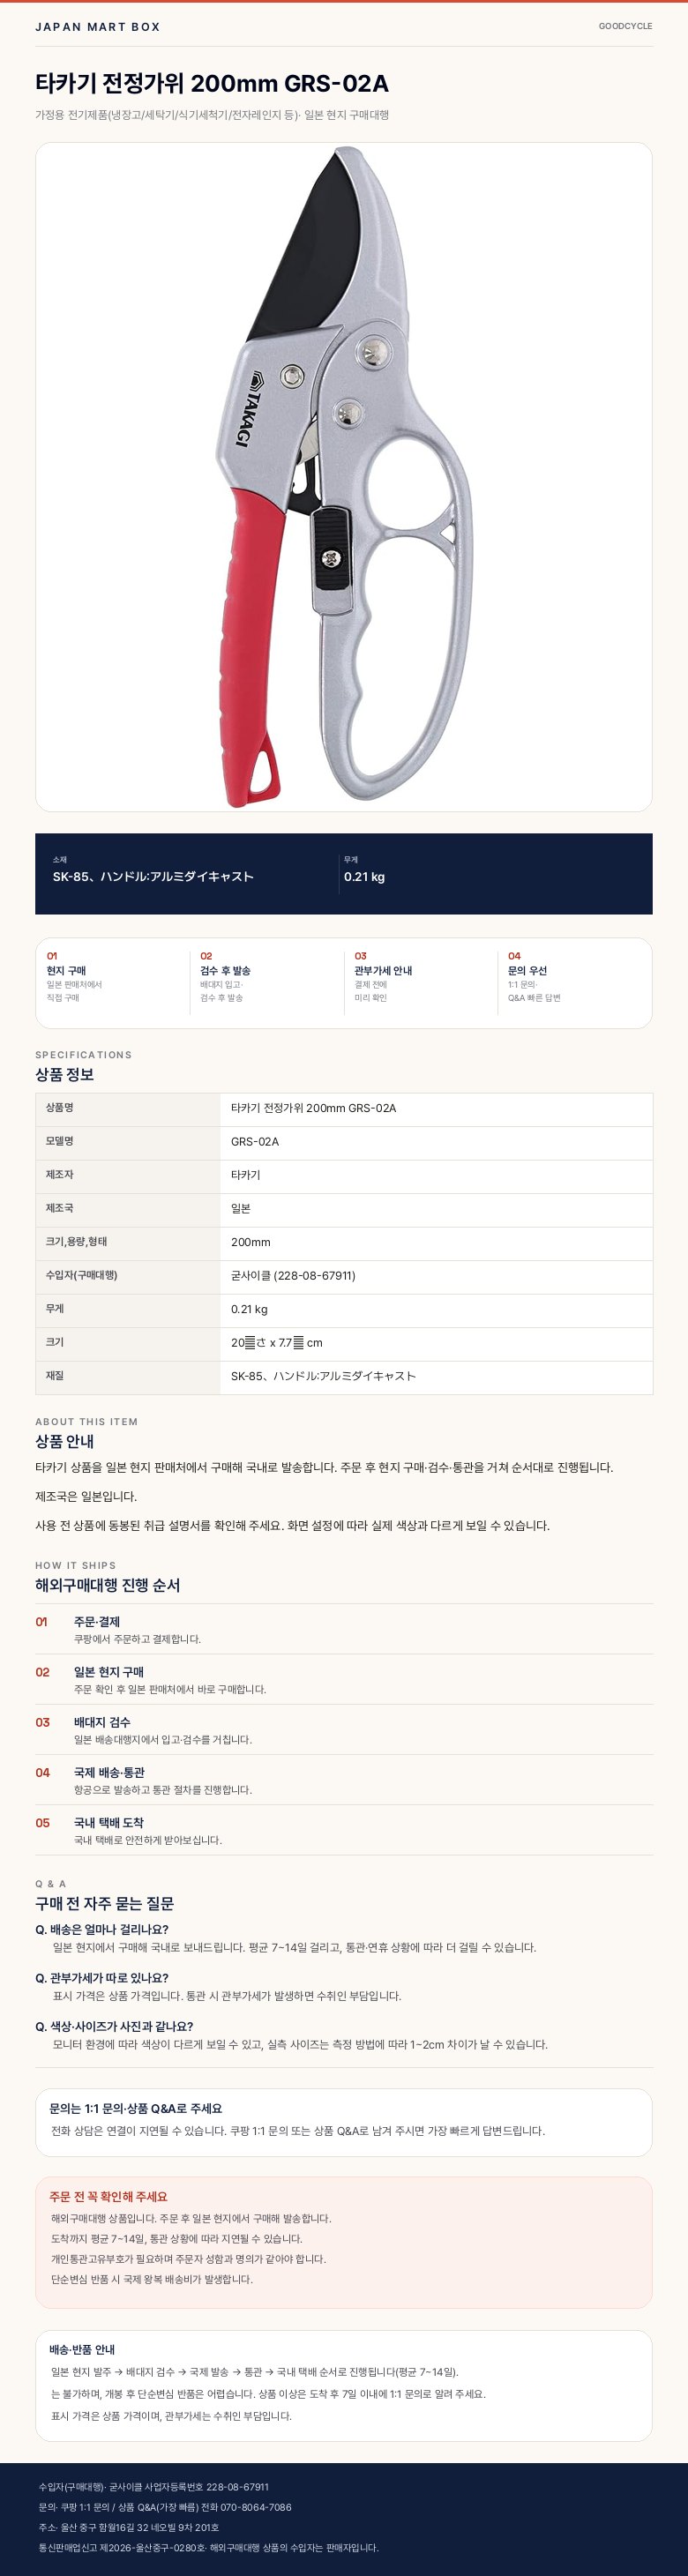 JAPAN MART BOX
GOODCYCLE
타카기 전정가위 200mm GRS-02A
가정용 전기제품(냉장고/세탁기/식기세척기/전자레인지 등)· 일본 현지 구매대행
TAKAGI
소재
SK-85、ハンドル:アルミダイキャスト
무게
0.21 kg
01
현지 구매
일본 판매처에서
직접 구매
02
검수 후 발송
배대지 입고·
검수 후 발송
03
관부가세 안내
결제 전에
미리 확인
04
문의 우선
1:1 문의·
Q&A 빠른 답변
SPECIFICATIONS
상품 정보
상품명
타카기 전정가위 200mm GRS-02A
모델명
GRS-02A
제조자
타카기
제조국
일본
크기,용량,형태
200mm
수입자(구매대행)
굳사이클 (228-08-67911)
무게
0.21 kg
크기
20 さ x 7.7 cm
재질
SK-85、ハンドル:アルミダイキャスト
ABOUT THIS ITEM
상품 안내
타카기 상품을 일본 현지 판매처에서 구매해 국내로 발송합니다. 주문 후 현지 구매·검수·통관을 거쳐 순서대로 진행됩니다.
제조국은 일본입니다.
사용 전 상품에 동봉된 취급 설명서를 확인해 주세요. 화면 설정에 따라 실제 색상과 다르게 보일 수 있습니다.
HOW IT SHIPS
해외구매대행 진행 순서
01
주문·결제
쿠팡에서 주문하고 결제합니다.
02
일본 현지 구매
주문 확인 후 일본 판매처에서 바로 구매합니다.
03
배대지 검수
일본 배송대행지에서 입고·검수를 거칩니다.
04
국제 배송·통관
항공으로 발송하고 통관 절차를 진행합니다.
05
국내 택배 도착
국내 택배로 안전하게 받아보십니다.
Q & A
구매 전 자주 묻는 질문
Q. 배송은 얼마나 걸리나요?
일본 현지에서 구매해 국내로 보내드립니다. 평균 7~14일 걸리고, 통관·연휴 상황에 따라 더 걸릴 수 있습니다.
Q. 관부가세가 따로 있나요?
표시 가격은 상품 가격입니다. 통관 시 관부가세가 발생하면 수취인 부담입니다.
Q. 색상·사이즈가 사진과 같나요?
모니터 환경에 따라 색상이 다르게 보일 수 있고, 실측 사이즈는 측정 방법에 따라 1~2cm 차이가 날 수 있습니다.
문의는 1:1 문의·상품 Q&A로 주세요
전화 상담은 연결이 지연될 수 있습니다. 쿠팡 1:1 문의 또는 상품 Q&A로 남겨 주시면 가장 빠르게 답변드립니다.
주문 전 꼭 확인해 주세요
해외구매대행 상품입니다. 주문 후 일본 현지에서 구매해 발송합니다.
도착까지 평균 7~14일, 통관 상황에 따라 지연될 수 있습니다.
개인통관고유부호가 필요하며 주문자 성함과 명의가 같아야 합니다.
단순변심 반품 시 국제 왕복 배송비가 발생합니다.
배송·반품 안내
일본 현지 발주 → 배대지 검수 → 국제 발송 → 통관 → 국내 택배 순서로 진행됩니다(평균 7~14일).
는 불가하며, 개봉 후 단순변심 반품은 어렵습니다. 상품 이상은 도착 후 7일 이내에 1:1 문의로 알려 주세요.
표시 가격은 상품 가격이며, 관부가세는 수취인 부담입니다.
수입자(구매대행)· 굳사이클 사업자등록번호 228-08-67911
문의· 쿠팡 1:1 문의 / 상품 Q&A(가장 빠름) 전화 070-8064-7086
주소· 울산 중구 함월16길 32 네오빌 9차 201호
통신판매업신고 제2026-울산중구-0280호· 해외구매대행 상품의 수입자는 판매자입니다.